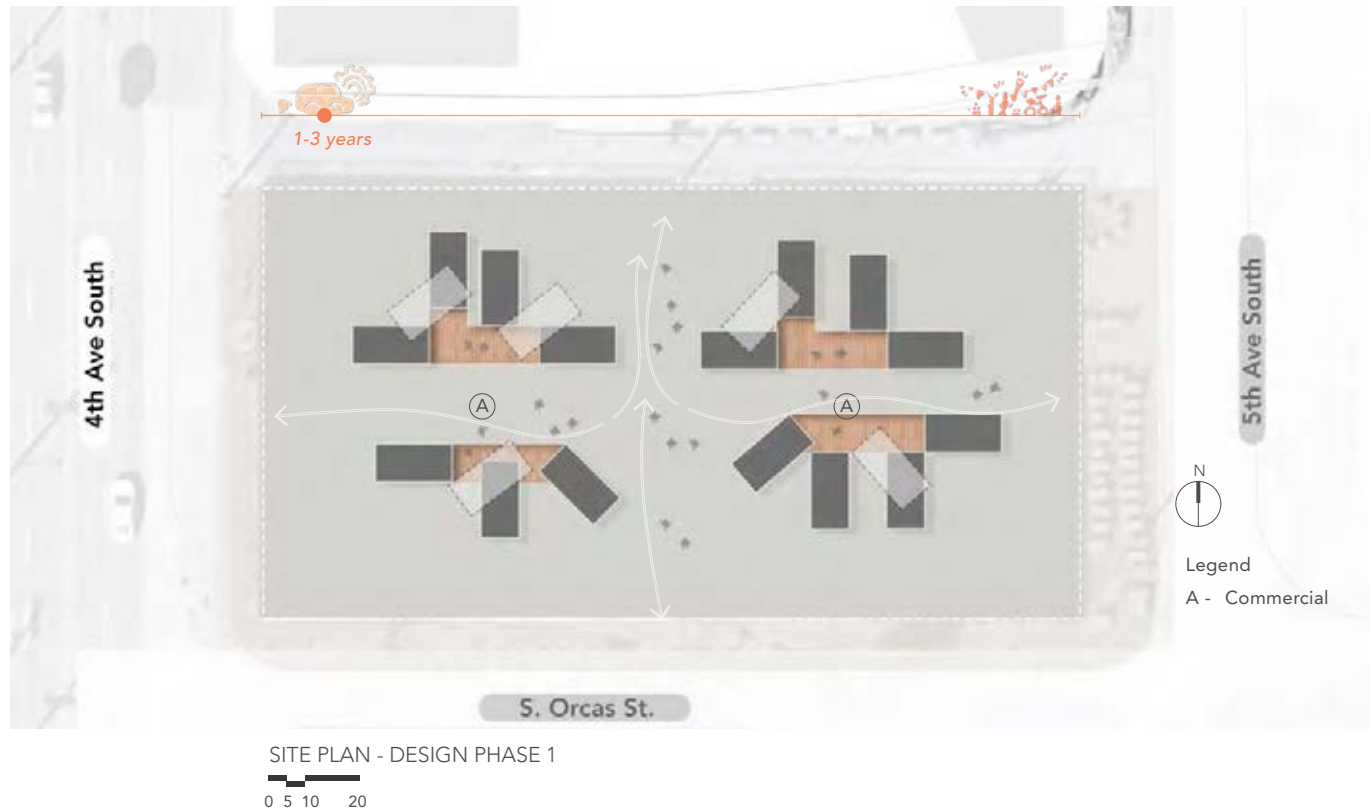 1-3 years
4th Ave South
A
A
5th Ave South
N
Legend
A - Commercial
S. Orcas St.
SITE PLAN - DESIGN PHASE 1
0 5 10 20